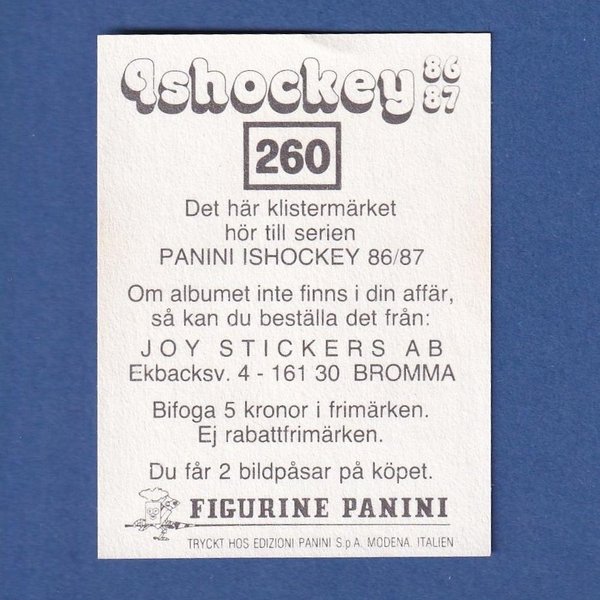 Ishockey 86
87
260
Det här klistermärket
hör till serien
PANINI ISHOCKEY 86/87
Om albumet inte finns i din affär,
så kan du beställa det från:
JOY STICKERS AB
Ekbacksv. 4 - 161 30 BROMMA
Bifoga 5 kronor i frimärken.
Ej rabattfrimärken.
Du får 2 bildpåsar på köpet.
FIGURINE PANINI
TRYCKT HOS EDIZIONI PANINI S.p.A. MODENA. ITALIEN